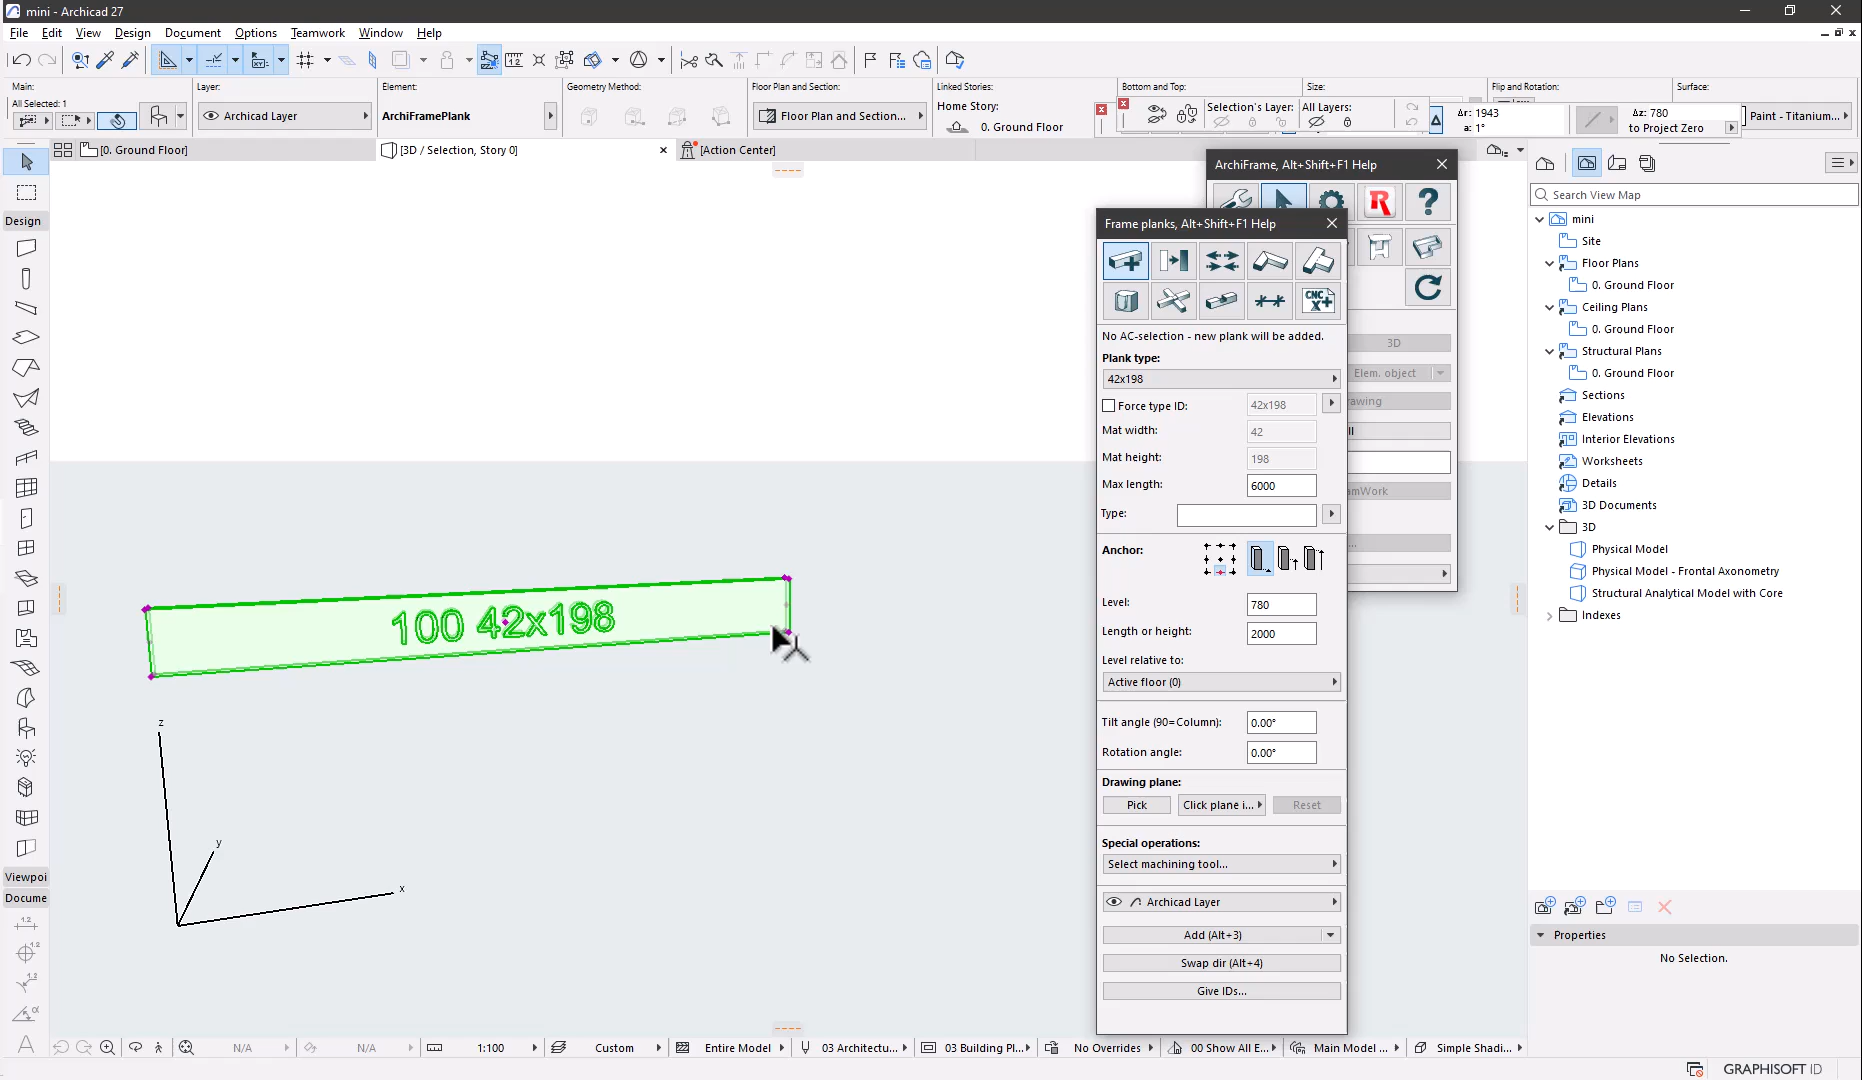 mini - Archicad 27
File Edit View Design Document Options Teamwork Window Help
Main:
All Selected: 1
Layer:
Archicad Layer
Element:
ArchiFramePlank
Geometry Method:
Floor Plan and Section:
Floor Plan and Section...
Linked Stories:
Home Story:
0. Ground Floor
Bottom and Top:
Size:
Flip and Rotation:
Surface:
Selection's Layer:
All Layers:
Δr: 1943
a: 1°
Δz: 780
to Project Zero
Paint - Titanium...
[0. Ground Floor]
[3D / Selection, Story 0]
[Action Center]
Design
Viewpoi
Docume
100 42x198
z
y
x
ArchiFrame, Alt+Shift+F1 Help
3D
Elem. object
Frame planks, Alt+Shift+F1 Help
CNC
No AC-selection - new plank will be added.
Plank type:
42x198
Force type ID:
42x198
Mat width:
42
Mat height:
198
Max length:
6000
Type:
Anchor:
Level:
780
Length or height:
2000
Level relative to:
Active floor (0)
Tilt angle (90=Column):
0.00°
Rotation angle:
0.00°
Drawing plane:
Pick
Click plane i...
Reset
Special operations:
Select machining tool...
Archicad Layer
Add (Alt+3)
Swap dir (Alt+4)
Give IDs...
Search View Map
mini
Site
Floor Plans
0. Ground Floor
Ceiling Plans
0. Ground Floor
Structural Plans
0. Ground Floor
Sections
Elevations
Interior Elevations
Worksheets
Details
3D Documents
3D
Physical Model
Physical Model - Frontal Axonometry
Structural Analytical Model with Core
Indexes
Properties
No Selection.
N/A
N/A
1:100
Custom
Entire Model
03 Architectu...
03 Building Pl...
No Overrides
00 Show All E...
Main Model ...
Simple Shadi...
GRAPHISOFT ID